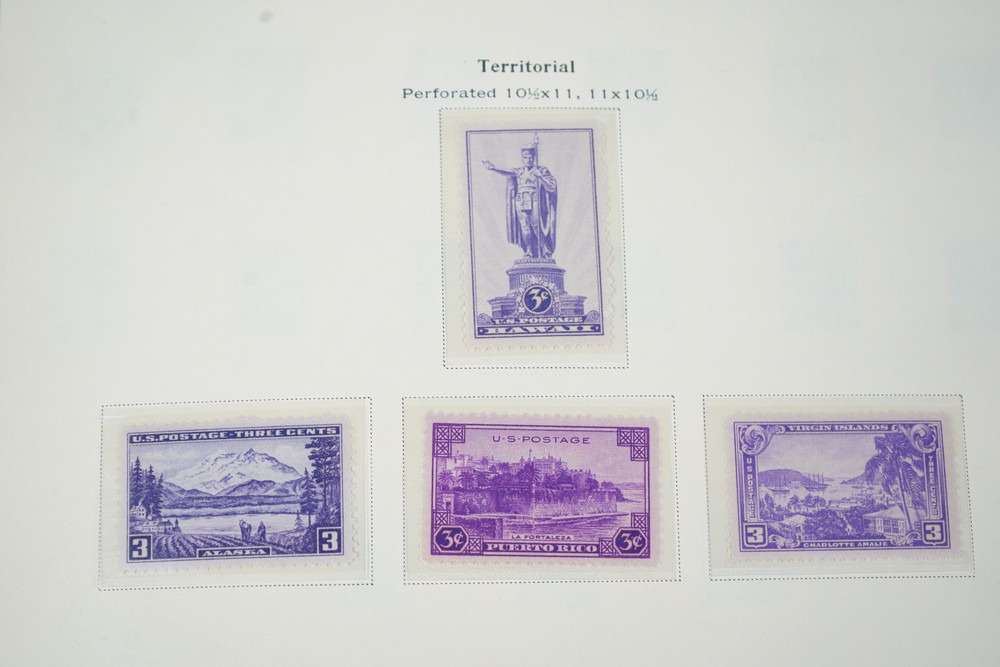 Territorial
Perforated 10½x11, 11x10½
3¢
U.S. POSTAGE
HAWAII
U.S. POSTAGE-THREE CENTS
3 ALASKA 3
U·S·POSTAGE
LA FORTALEZA
3¢ PUERTO RICO 3¢
VIRGIN ISLANDS
US POSTAGE
THREE CENTS
3 CHARLOTTE AMALIE 3